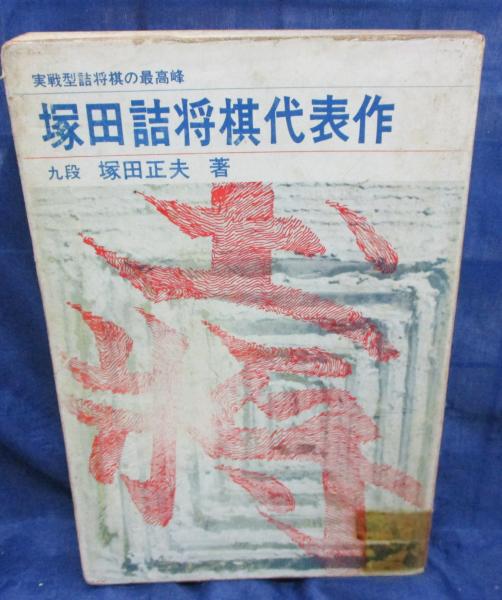 実戦型詰将棋の最高峰
塚田詰将棋代表作
九段 塚田正夫 著